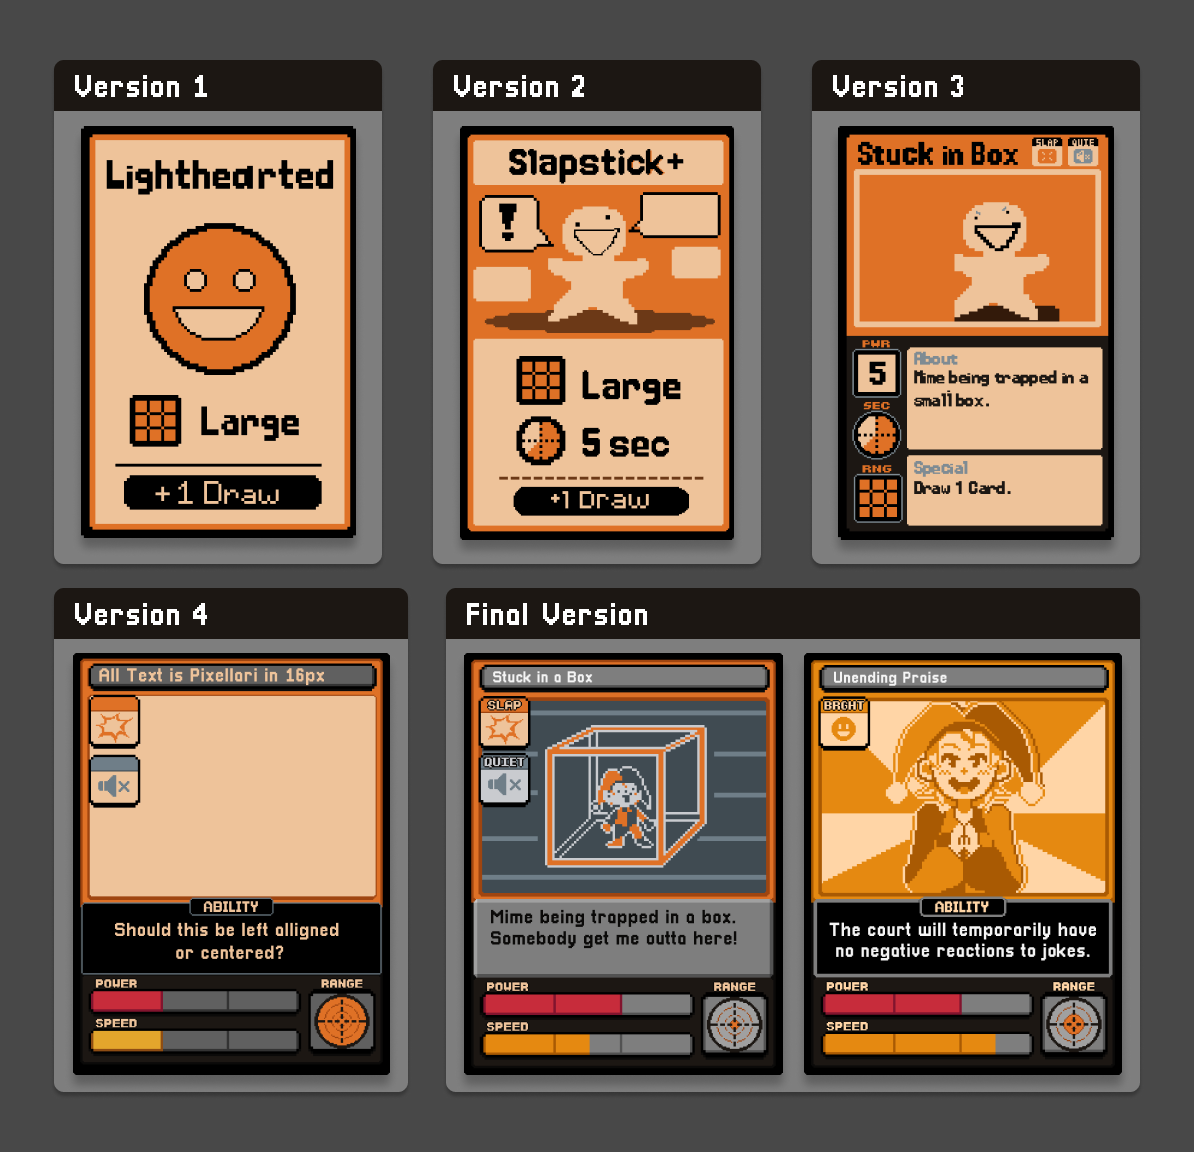 Version 1
Lighthearted
Large
+1 Draw
Version 2
Slapstick+
!
Large
5 sec
+1 Draw
Version 3
Stuck in Box
SLAP
QUIE
PWR
5
SEC
RNG
About
Mime being trapped in a
small box.
Special
Draw 1 Card.
Version 4
All Text is Pixellari in 16px
ABILITY
Should this be left alligned
or centered?
POWER
SPEED
RANGE
Final Version
Stuck in a Box
SLAP
QUIET
Mime being trapped in a box.
Somebody get me outta here!
POWER
SPEED
RANGE
Unending Praise
BRGHT
ABILITY
The court will temporarily have
no negative reactions to jokes.
POWER
SPEED
RANGE